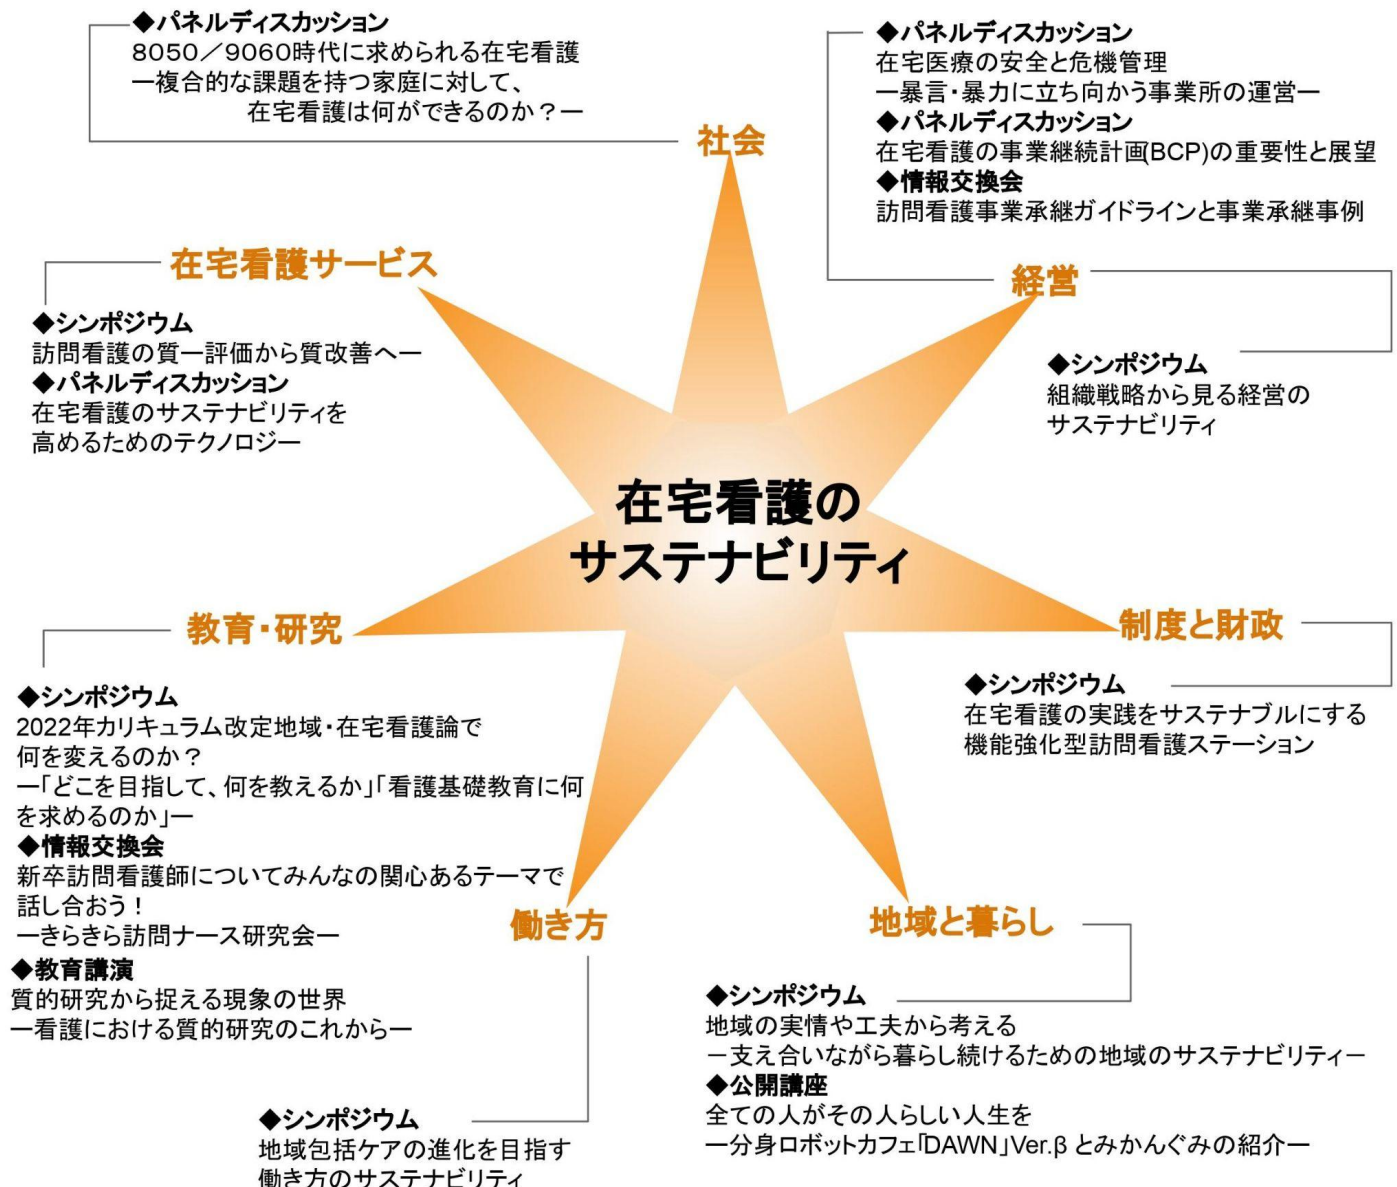 ◆パネルディスカッション
8050／9060時代に求められる在宅看護
ー複合的な課題を持つ家庭に対して、
在宅看護は何ができるのか？ー
社会
◆パネルディスカッション
在宅医療の安全と危機管理
ー暴言・暴力に立ち向かう事業所の運営ー
◆パネルディスカッション
在宅看護の事業継続計画(BCP)の重要性と展望
◆情報交換会
訪問看護事業承継ガイドラインと事業承継事例
経営
◆シンポジウム
組織戦略から見る経営の
サステナビリティ
在宅看護サービス
◆シンポジウム
訪問看護の質ー評価から質改善へー
◆パネルディスカッション
在宅看護のサステナビリティを
高めるためのテクノロジー
在宅看護の
サステナビリティ
制度と財政
◆シンポジウム
在宅看護の実践をサステナブルにする
機能強化型訪問看護ステーション
教育・研究
◆シンポジウム
2022年カリキュラム改定地域・在宅看護論で
何を変えるのか？
ー「どこを目指して、何を教えるか」「看護基礎教育に何
を求めるのか」ー
◆情報交換会
新卒訪問看護師についてみんなの関心あるテーマで
話し合おう！
ーきらきら訪問ナース研究会ー
◆教育講演
質的研究から捉える現象の世界
ー看護における質的研究のこれからー
働き方
◆シンポジウム
地域包括ケアの進化を目指す
働き方のサステナビリティ
地域と暮らし
◆シンポジウム
地域の実情や工夫から考える
－支え合いながら暮らし続けるための地域のサステナビリティ－
◆公開講座
全ての人がその人らしい人生を
ー分身ロボットカフェ「DAWN」Ver.β とみかんぐみの紹介ー